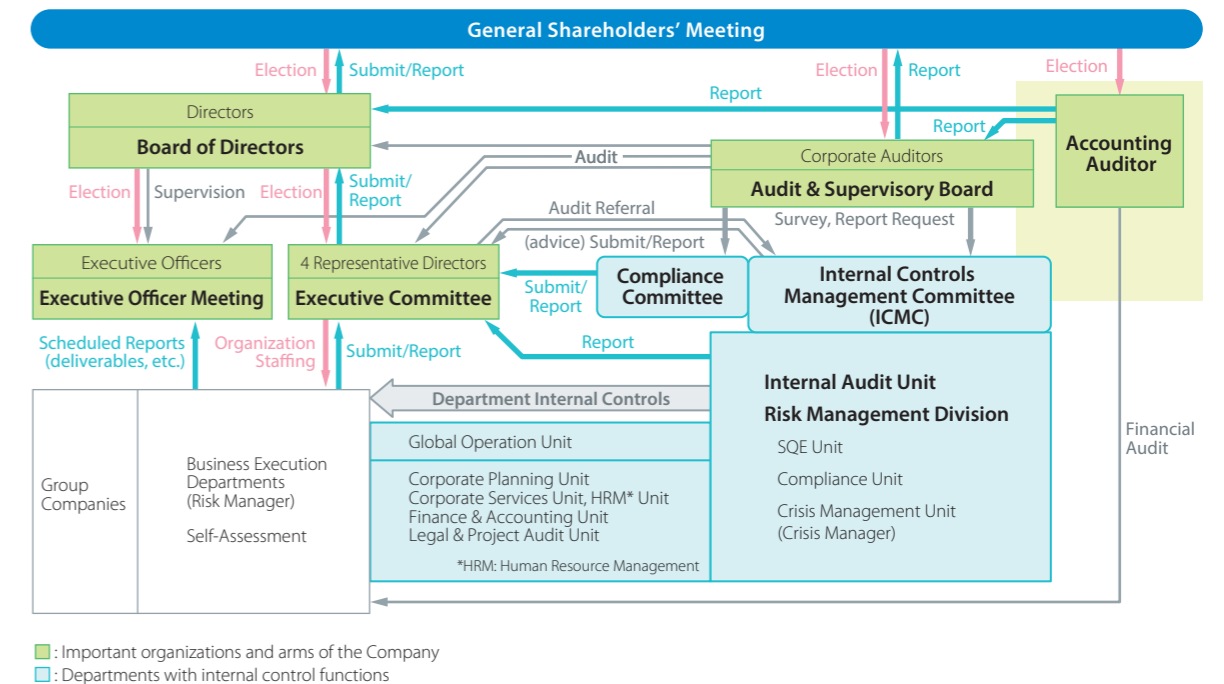 General Shareholders' Meeting
Election
Submit/Report
Election
Report
Election
Report
Report
Directors
Board of Directors
Accounting
Auditor
Audit
Corporate Auditors
Audit & Supervisory Board
Election
Supervision
Election
Submit/
Report
Audit Referral
Survey, Report Request
(advice) Submit/Report
Executive Officers
Executive Officer Meeting
4 Representative Directors
Executive Committee
Submit/
Report
Compliance
Committee
Internal Controls
Management Committee
(ICMC)
Scheduled Reports
(deliverables, etc.)
Organization
Staffing
Submit/Report
Report
Department Internal Controls
Internal Audit Unit
Risk Management Division
SQE Unit
Compliance Unit
Crisis Management Unit
(Crisis Manager)
Financial
Audit
Group
Companies
Business Execution
Departments
(Risk Manager)
Self-Assessment
Global Operation Unit
Corporate Planning Unit
Corporate Services Unit, HRM* Unit
Finance & Accounting Unit
Legal & Project Audit Unit
*HRM: Human Resource Management
: Important organizations and arms of the Company
: Departments with internal control functions